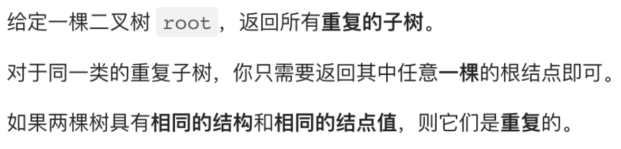 给定一棵二叉树 root，返回所有重复的子树。
对于同一类的重复子树，你只需要返回其中任意一棵的根结点即可。
如果两棵树具有相同的结构和相同的结点值，则它们是重复的。